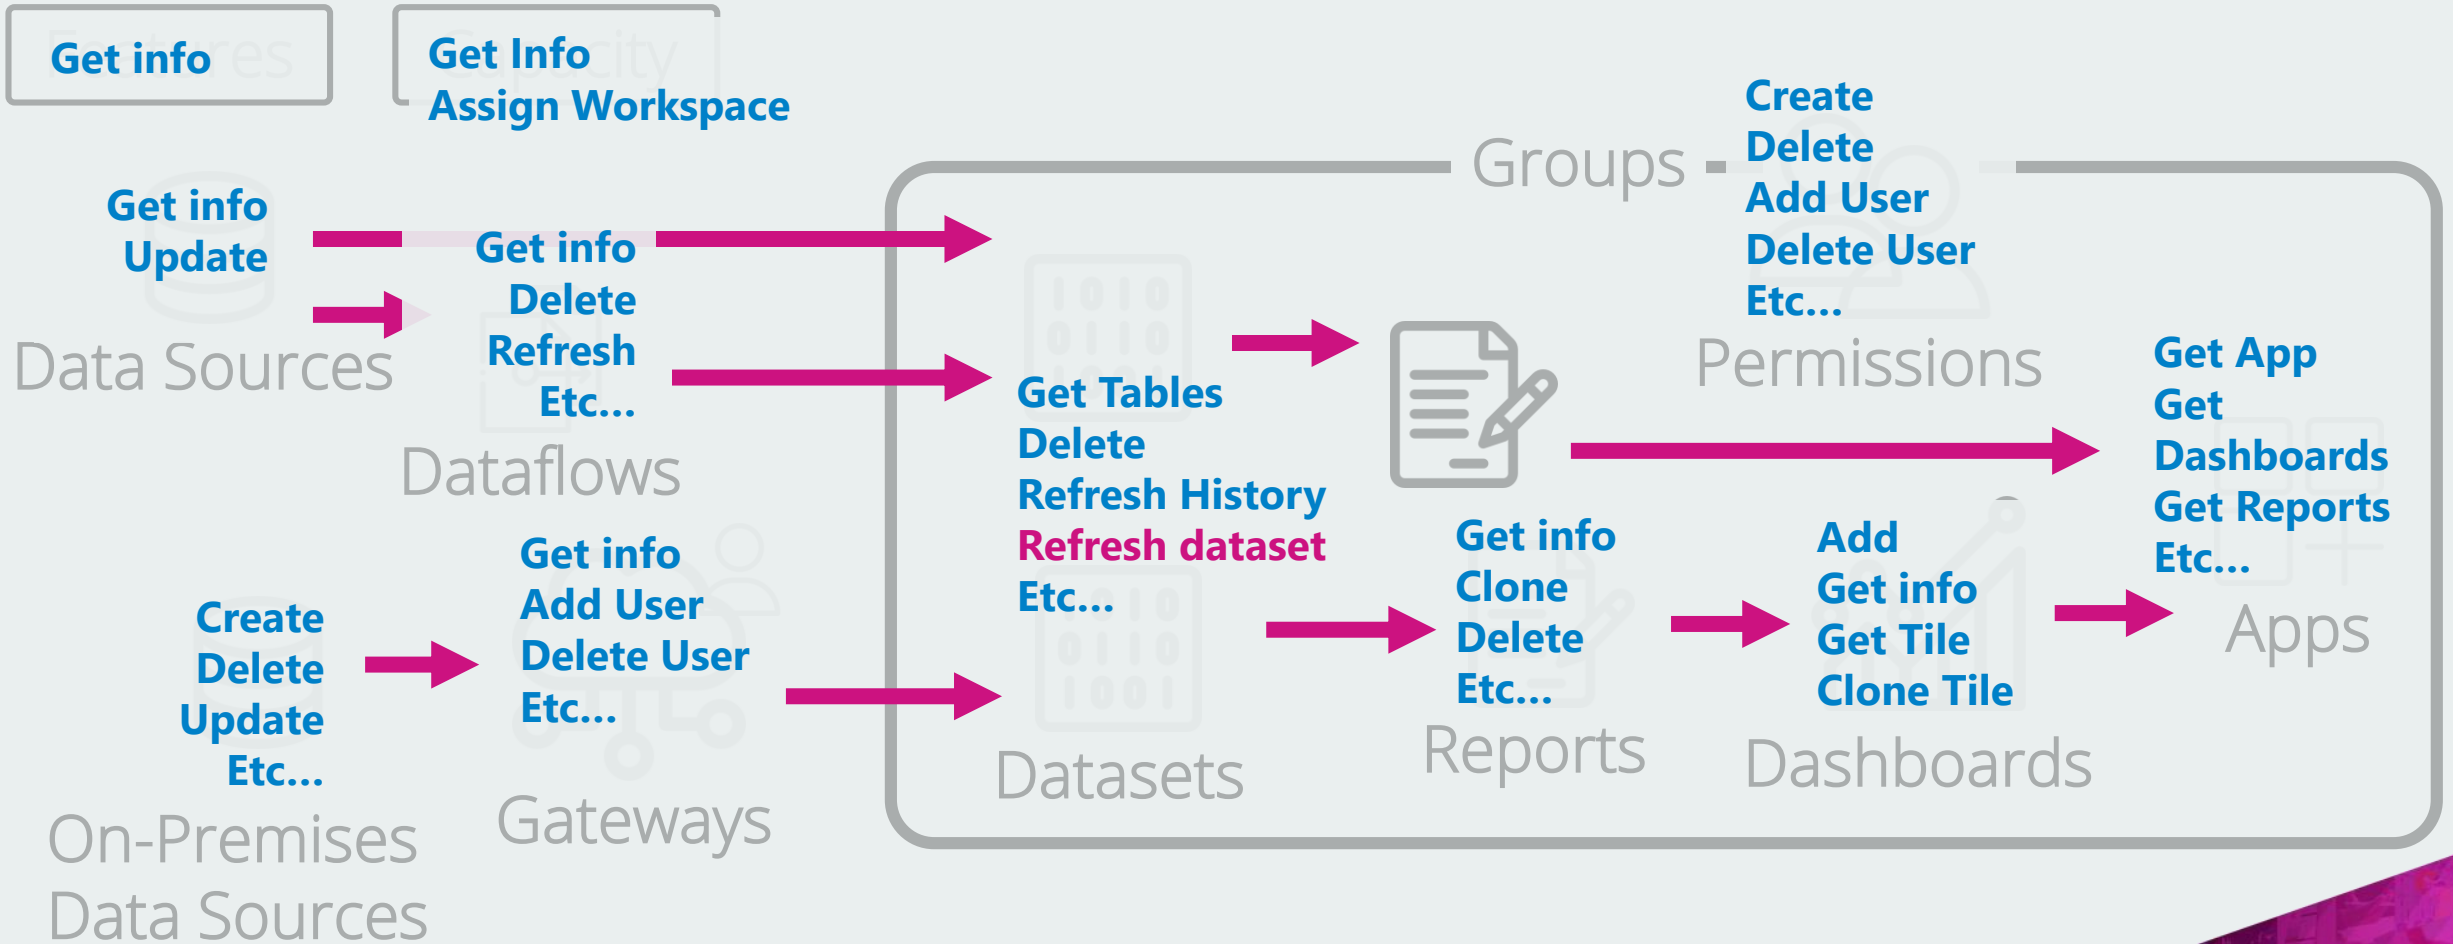 Features
Get info
Capacity
Get Info
Assign Workspace
Groups
Create
Delete
Add User
Delete User
Etc...
Permissions
Get info
Update
Data Sources
Get info
Delete
Refresh
Etc...
Dataflows
Get Tables
Delete
Refresh History
Refresh dataset
Etc...
Datasets
Get App
Get
Dashboards
Get Reports
Etc...
Apps
Create
Delete
Update
Etc...
On-Premises
Data Sources
Get info
Add User
Delete User
Etc...
Gateways
Get info
Clone
Delete
Etc...
Reports
Add
Get info
Get Tile
Clone Tile
Dashboards